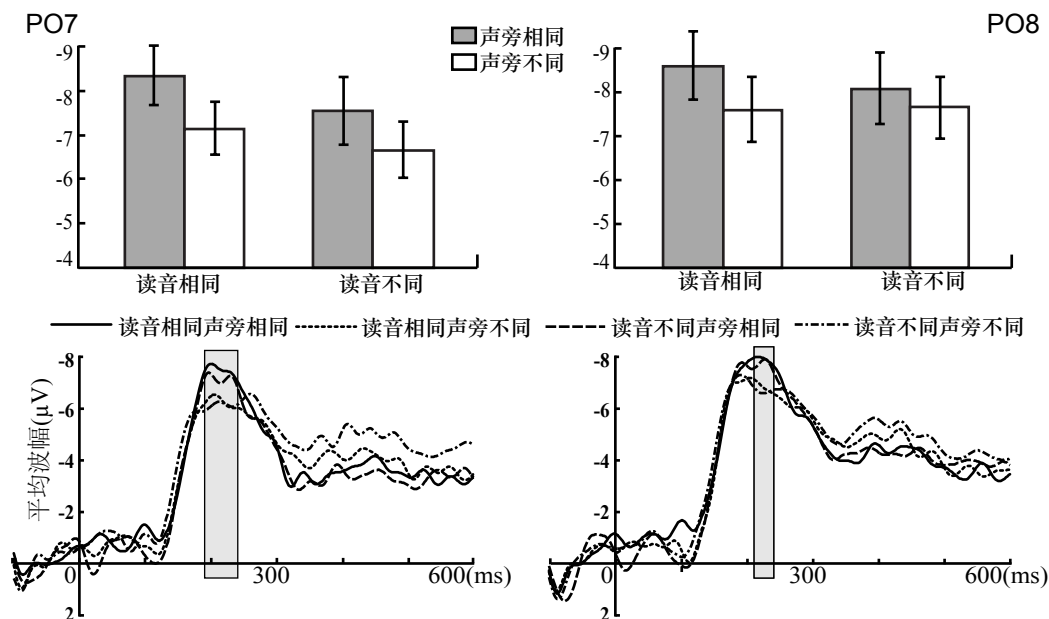 PO7
PO8
声旁相同
声旁不同
-9
-8
-7
-6
-5
-4
读音相同
读音不同
-9
-8
-7
-6
-5
-4
读音相同
读音不同
读音相同声旁相同
读音相同声旁不同
读音不同声旁相同
读音不同声旁不同
平均波幅(μV)
-8
-6
-4
-2
0
2
300
600(ms)
-8
-6
-4
-2
0
2
300
600(ms)